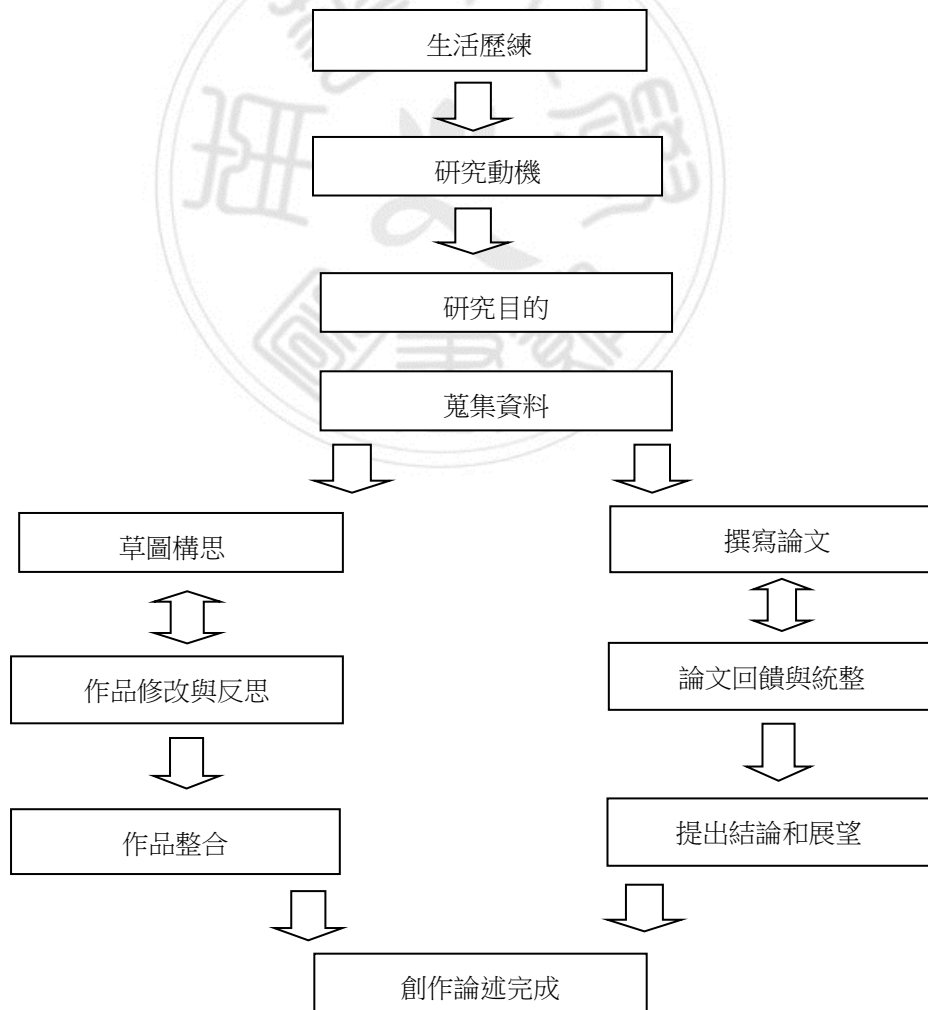 生活歷練
研究動機
研究目的
蒐集資料
草圖構思
撰寫論文
作品修改與反思
論文回饋與統整
作品整合
提出結論和展望
創作論述完成